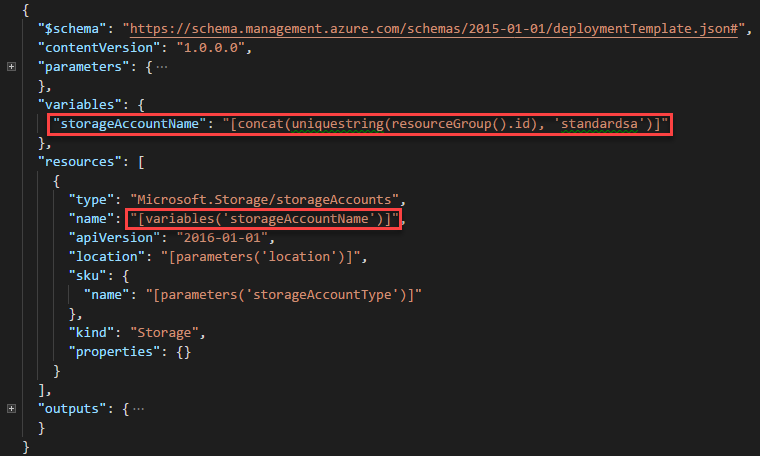 {
"$schema": "https://schema.management.azure.com/schemas/2015-01-01/deploymentTemplate.json#",
"contentVersion": "1.0.0.0",
"parameters": {···
},
"variables": {
"storageAccountName": "[concat(uniquestring(resourceGroup().id), 'standardsa')]"
},
"resources": [
{
"type": "Microsoft.Storage/storageAccounts",
"name": "[variables('storageAccountName')]",
"apiVersion": "2016-01-01",
"location": "[parameters('location')]",
"sku": {
"name": "[parameters('storageAccountType')]"
},
"kind": "Storage",
"properties": {}
}
],
"outputs": {···
}
}